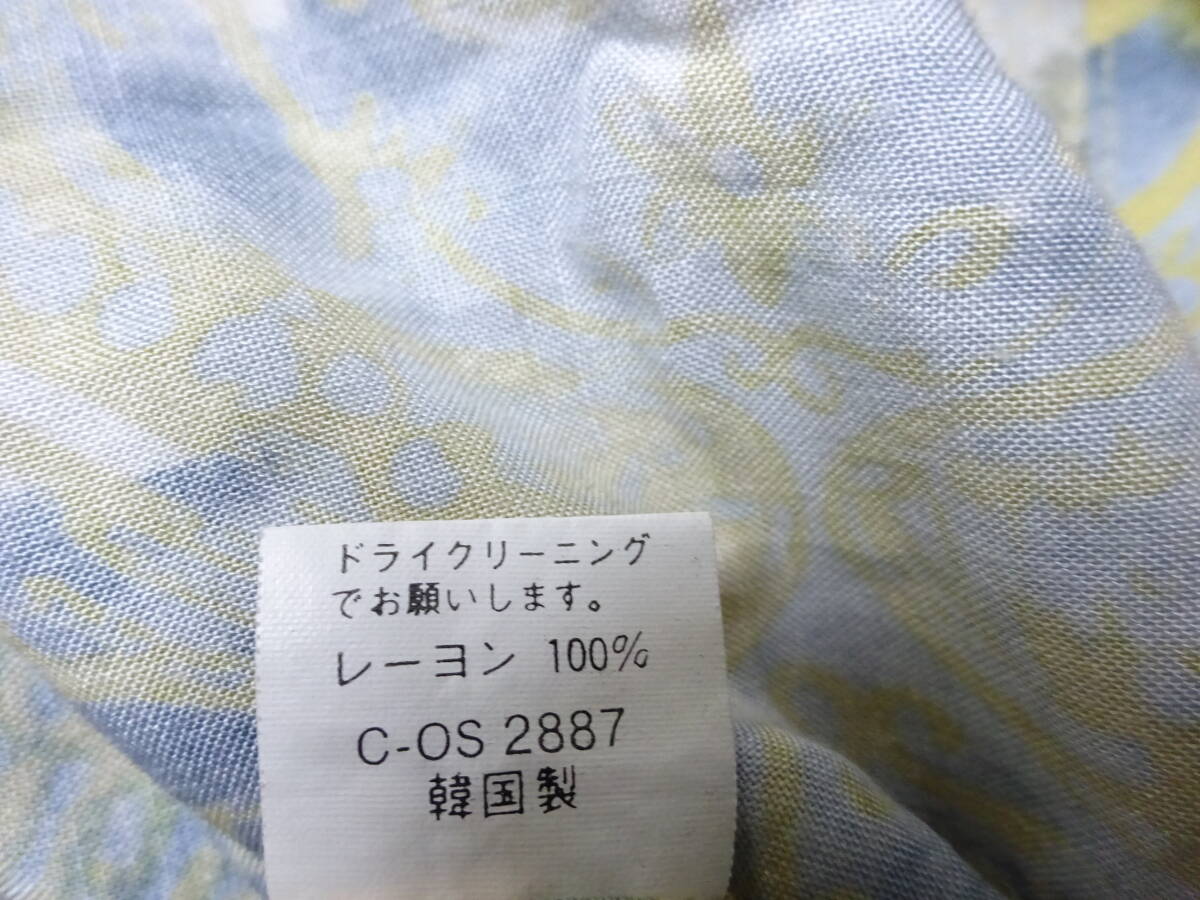 ドライクリーニング
でお願いします。
レーヨン 100%
C-OS 2887
韓国製